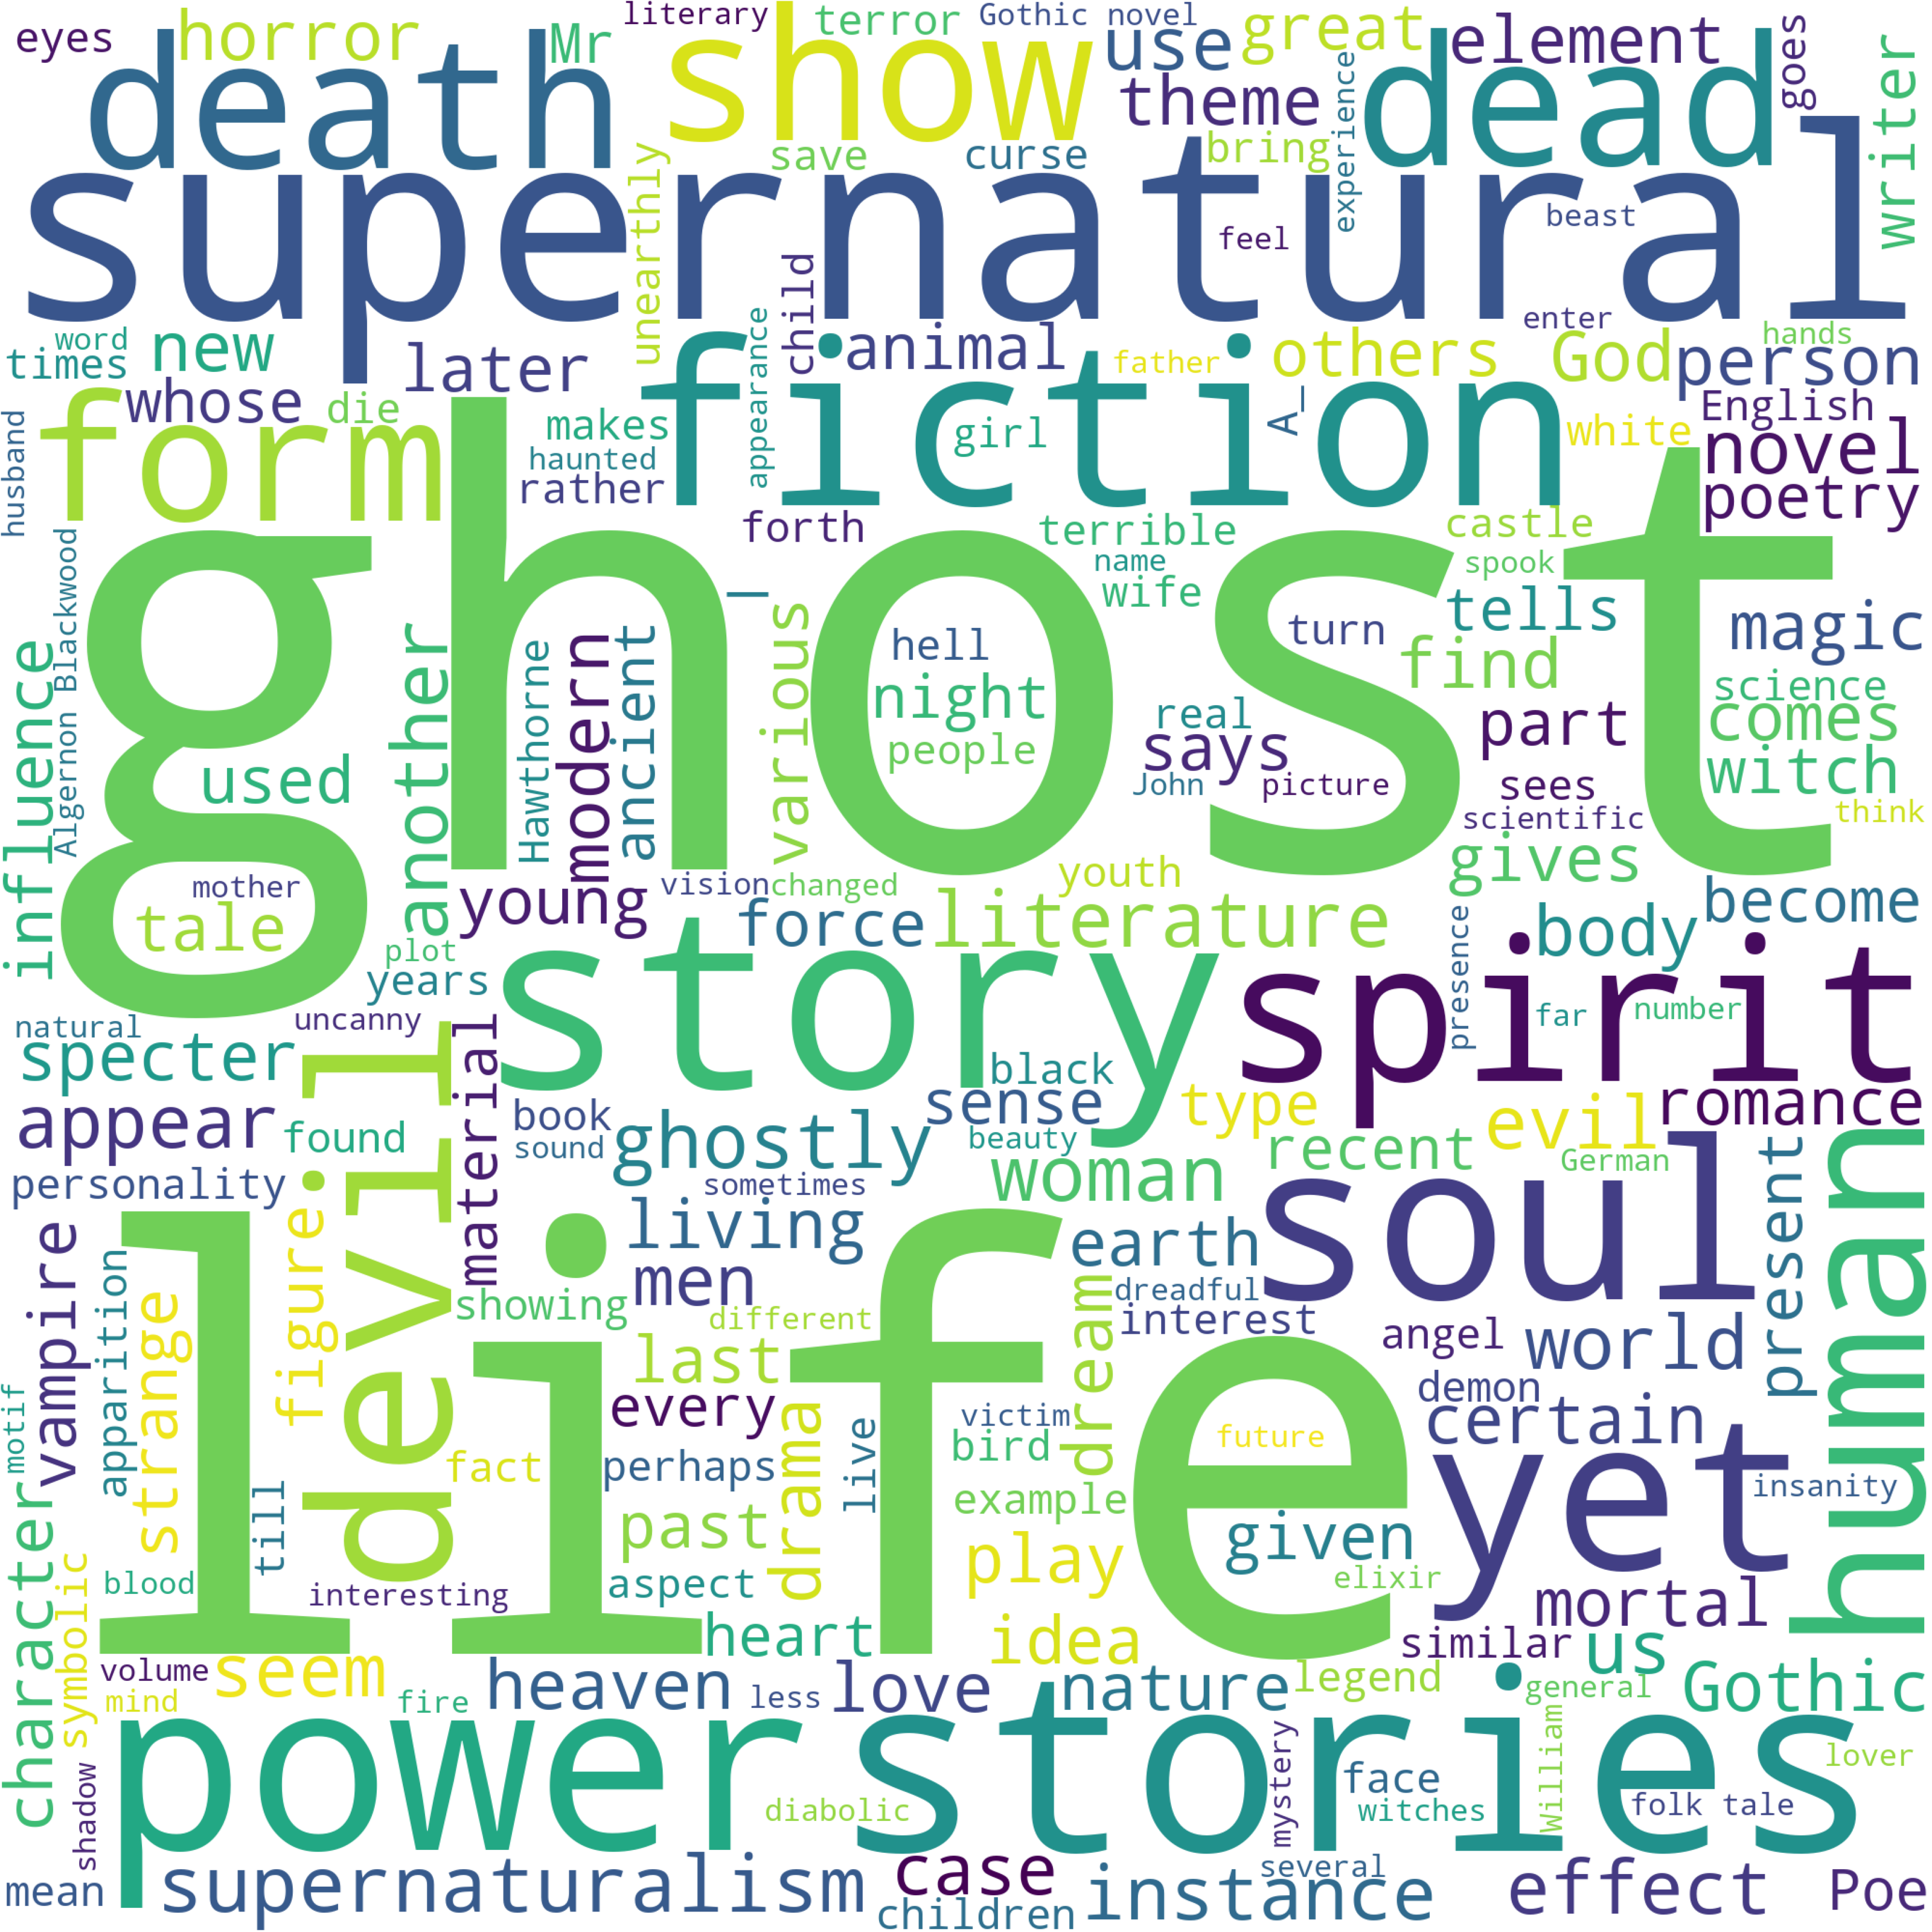 literary
Gothic novel
eyes
horror
Mr
terror
use
great
element
goes
writer
death
show
theme
dead
experience
save
curse
bring
unearthly
supernatural
beast
feel
child
enter
word
times
new
later
appearance
animal
father
others
God
hands
person
whose
die
fiction
A_
English
form
makes
girl
white
novel
husband
haunted
rather
poetry
forth
terrible
castle
ghost
name
spook
wife
tells
_
various
hell
turn
magic
influence
Algernon Blackwood
another
Hawthorne
modern
ancient
night
find
real
science
part
comes
used
people
says
witch
John
picture
sees
scientific
think
gives
mother
vision
changed
youth
become
tale
young
force
literature
body
plot
years
story
spirit
presence
natural
uncanny
far
number
specter
material
black
appear
found
devil
book
sense
type
evil
romance
sound
ghostly
beauty
recent
German
personality
sometimes
woman
soul
human
present
vampire
apparition
figure
living
earth
strange
men
dream
dreadful
showing
different
interest
angel
world
life
last
demon
every
drama
live
victim
certain
motif
bird
future
yet
fact
perhaps
insanity
character
till
past
example
given
symbolic
blood
interesting
aspect
play
elixir
mortal
heart
idea
similar
us
volume
seem
heaven
less
love
nature
legend
general
Gothic
mind
fire
power
stories
William
mystery
lover
shadow
face
diabolic
witches
folk tale
mean
supernaturalism
case
several
instance
effect
Poe
children